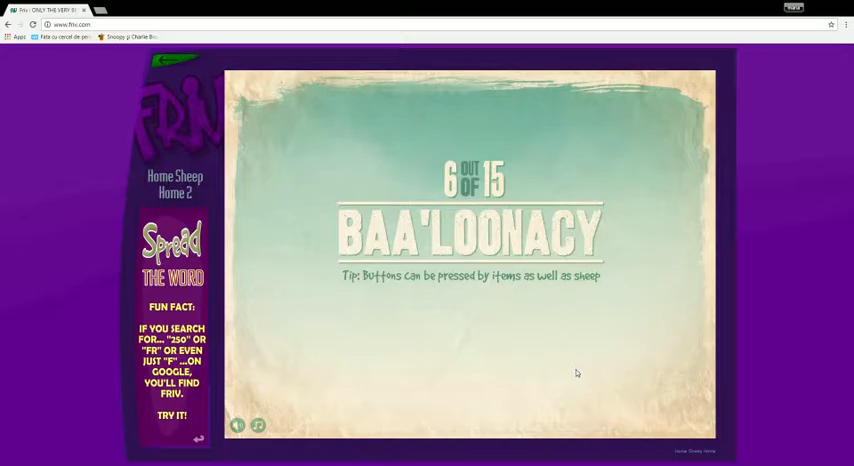 Friv : ONLY THE VERY B
www.friv.com
Apps
Fata cu cercel de per
Snoopy și Charlie Bro
FRIV
Home Sheep
Home 2
Spread
THE WORD
FUN FACT:
IF YOU SEARCH
FOR... "250" OR
"FR" OR EVEN
JUST "F" ...ON
GOOGLE,
YOU'LL FIND
FRIV.
TRY IT!
6 OUT OF 15
BAA'LOONACY
Tip: Buttons can be pressed by items as well as sheep
Home Sheep Home